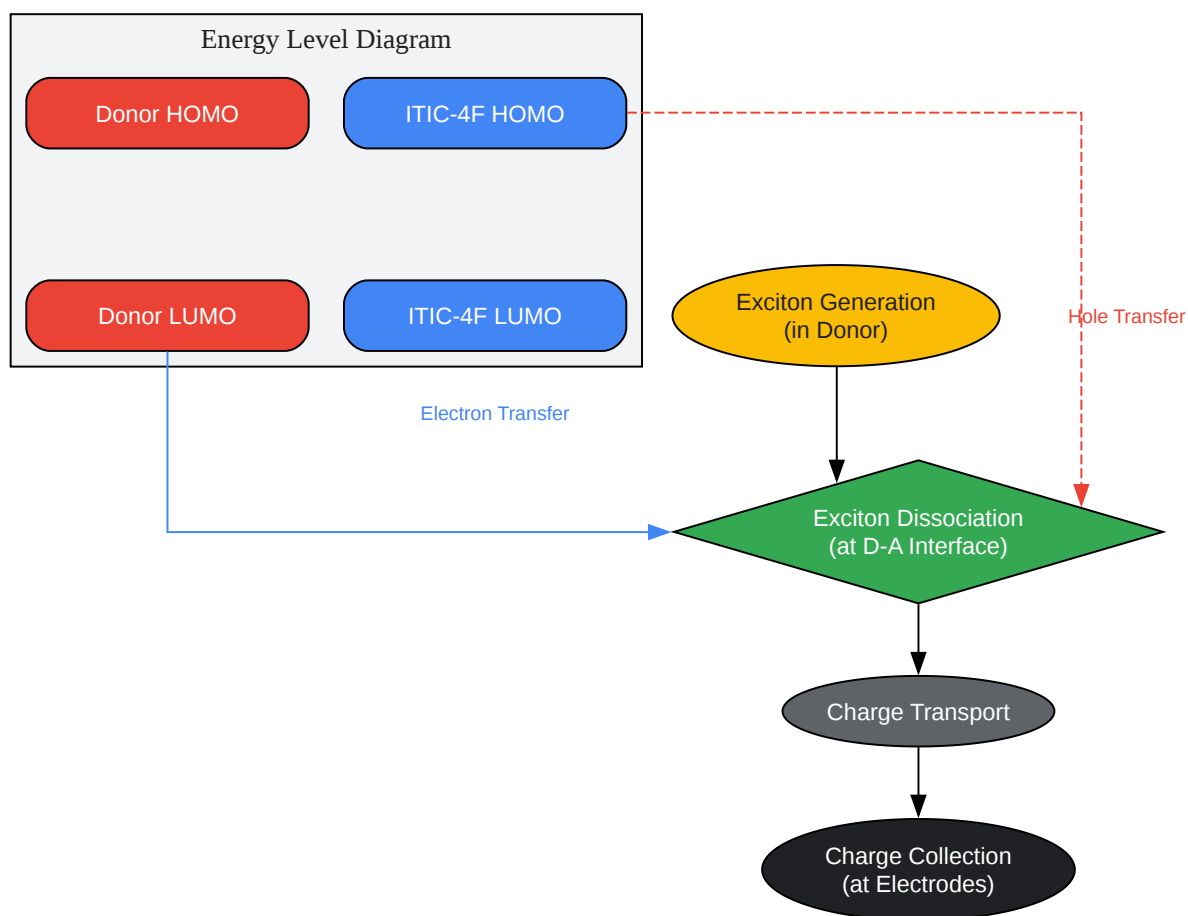 Energy Level Diagram
Donor HOMO
ITIC-4F HOMO
Donor LUMO
ITIC-4F LUMO
Exciton Generation
(in Donor)
Hole Transfer
Electron Transfer
Exciton Dissociation
(at D-A Interface)
Charge Transport
Charge Collection
(at Electrodes)